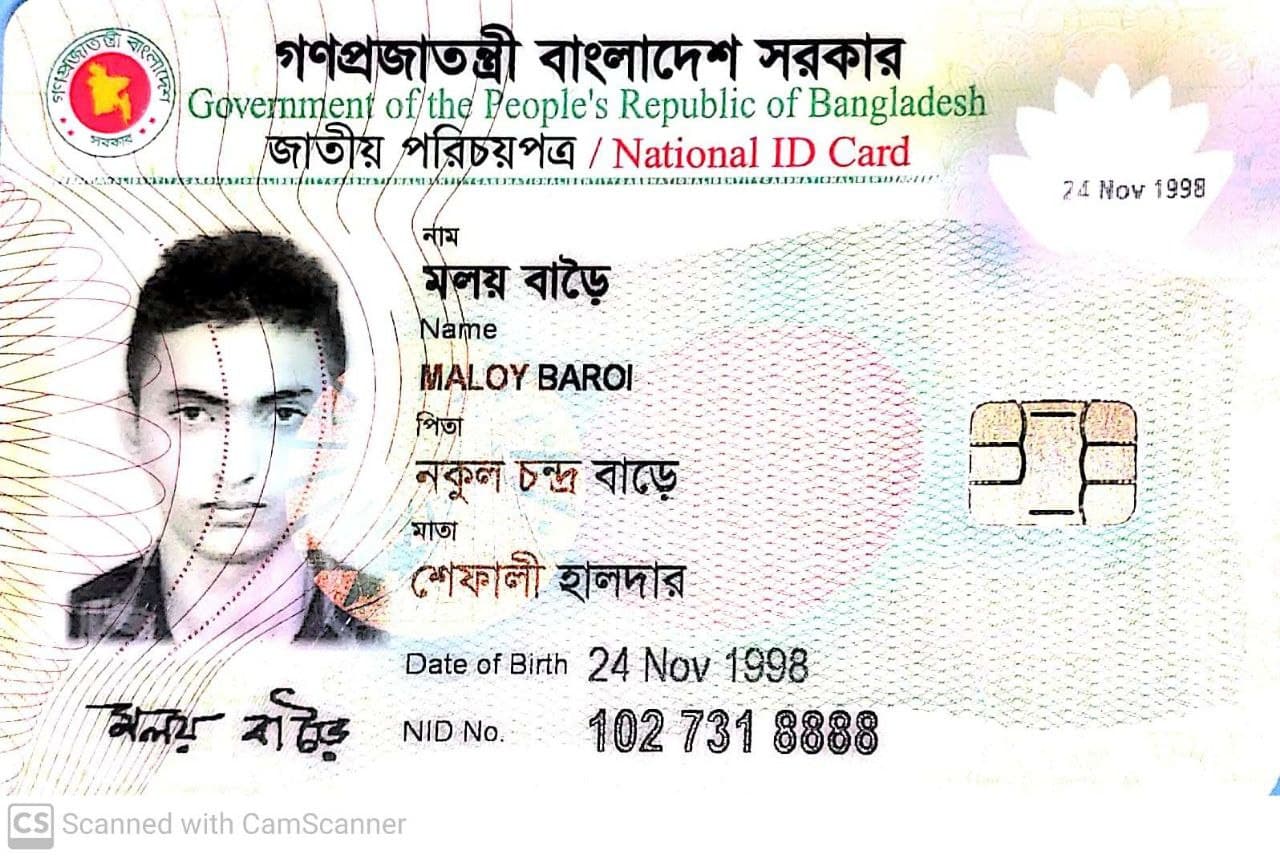 গণপ্রজাতন্ত্রী বাংলাদেশ সরকার
Government of the People's Republic of Bangladesh
জাতীয় পরিচয়পত্র / National ID Card
গণপ্রজাতন্ত্রী বাংলাদেশ
সরকার
24 Nov 1998
নাম
মলয় বাড়ৈ
Name
MALOY BAROI
পিতা
নকুল চন্দ্র বাড়ৈ
মাতা
শেফালী হালদার
Date of Birth 24 Nov 1998
মলয় বাড়ৈ
NID No. 102 731 8888
CS Scanned with CamScanner